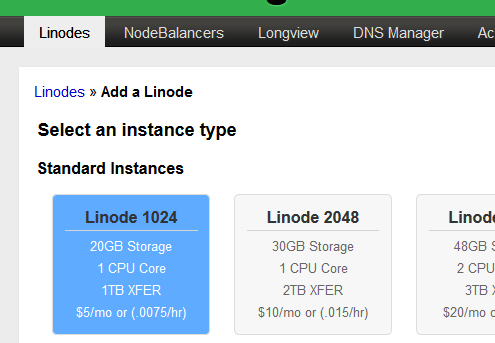 Linodes NodeBalancers Longview DNS Manager
Linodes » Add a Linode
Select an instance type
Standard Instances
Linode 1024
20GB Storage
1 CPU Core
1TB XFER
$5/mo or (.0075/hr)
Linode 2048
30GB Storage
1 CPU Core
2TB XFER
$10/mo or (.015/hr)
48GB
2 CPU
3TB
$20/mo or